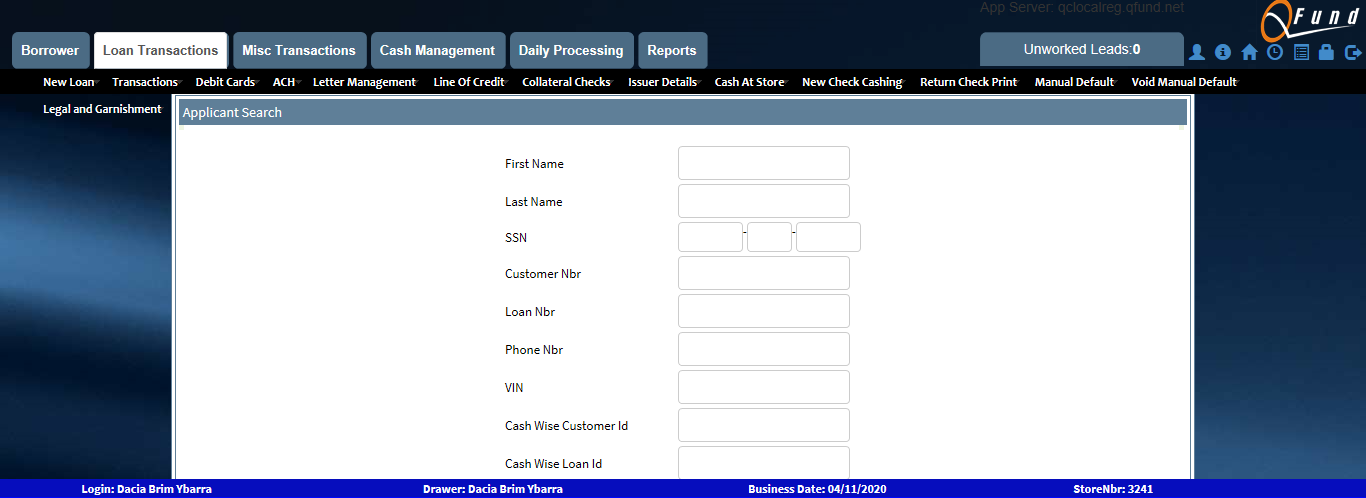 App Server: qclocalreg.qfund.net
QFund
Borrower Loan Transactions Misc Transactions Cash Management Daily Processing Reports Unworked Leads:0
New Loan Transactions Debit Cards ACH Letter Management Line Of Credit Collateral Checks Issuer Details Cash At Store New Check Cashing Return Check Print Manual Default Void Manual Default
Legal and Garnishment
Applicant Search
First Name
Last Name
SSN - -
Customer Nbr
Loan Nbr
Phone Nbr
VIN
Cash Wise Customer Id
Cash Wise Loan Id
Login: Dacia Brim Ybarra Drawer: Dacia Brim Ybarra Business Date: 04/11/2020 StoreNbr: 3241